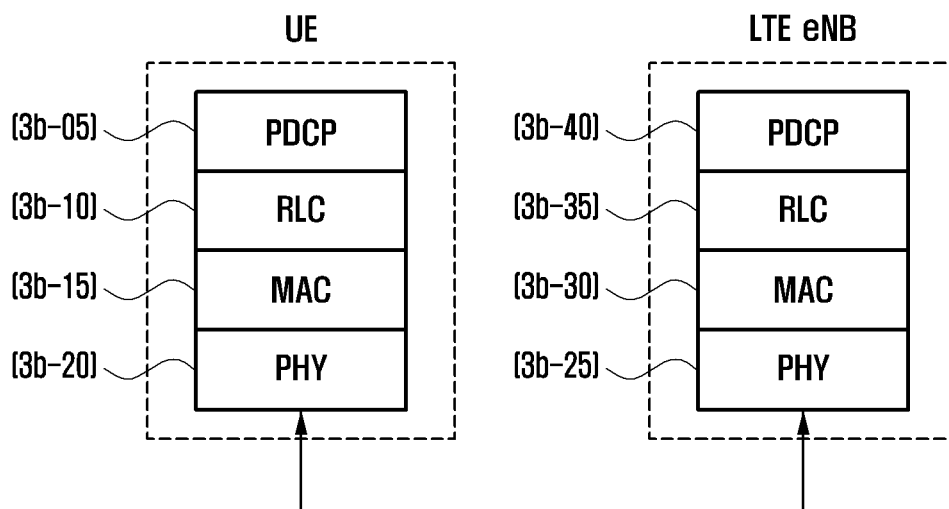 UE
(3b-05) PDCP
(3b-10) RLC
(3b-15) MAC
(3b-20) PHY
LTE eNB
(3b-40) PDCP
(3b-35) RLC
(3b-30) MAC
(3b-25) PHY